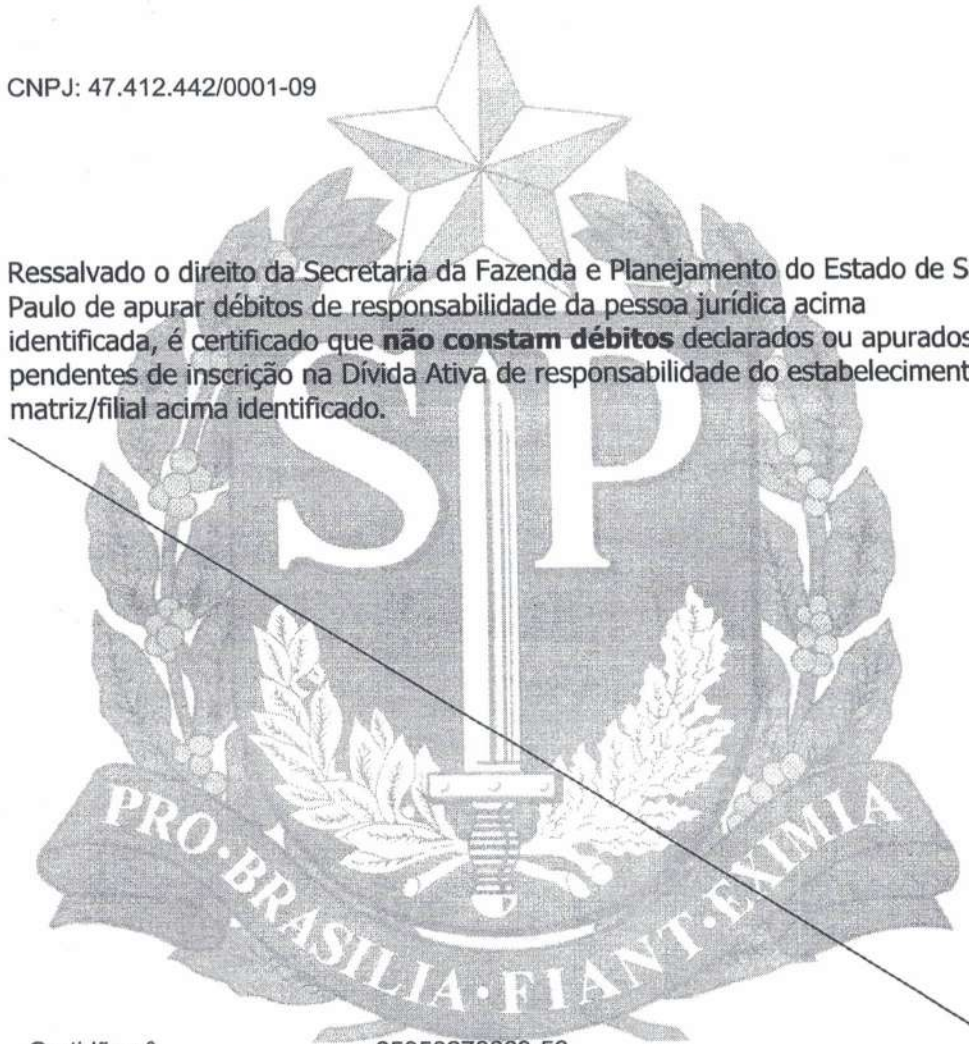 CNPJ: 47.412.442/0001-09
Ressalvado o direito da Secretaria da Fazenda e Planejamento do Estado de S
Paulo de apurar débitos de responsabilidade da pessoa jurídica acima
identificada, é certificado que não constam débitos declarados ou apurados
pendentes de inscrição na Dívida Ativa de responsabilidade do estabeleciment
matriz/filial acima identificado.
SP
PRO·BRASILIA·FIANT·EXIMIA